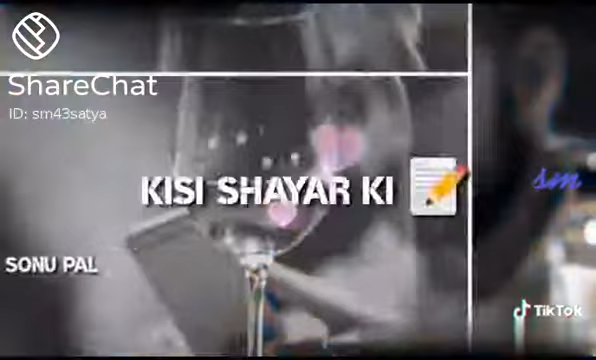 ShareChat
ID: sm43satya
KISI SHAYAR KI
sm
SONU PAL
TikTok